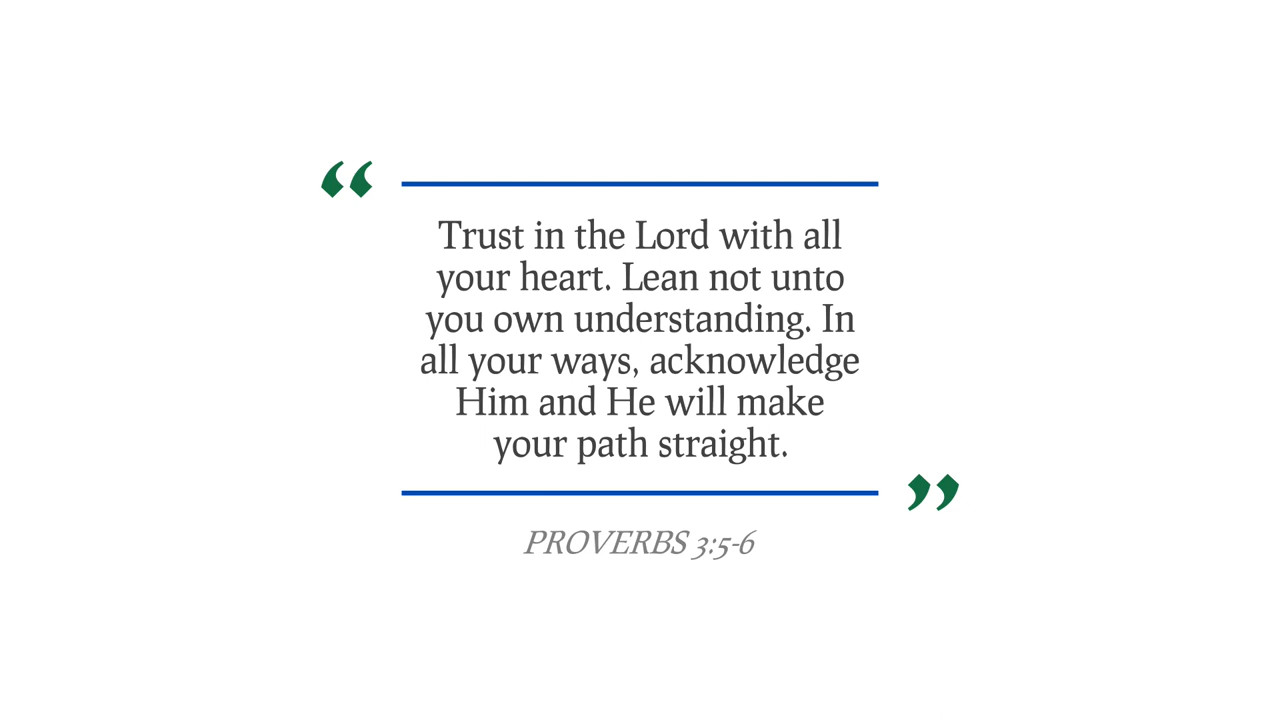 “
Trust in the Lord with all
your heart. Lean not unto
you own understanding. In
all your ways, acknowledge
Him and He will make
your path straight.
”
PROVERBS 3:5-6